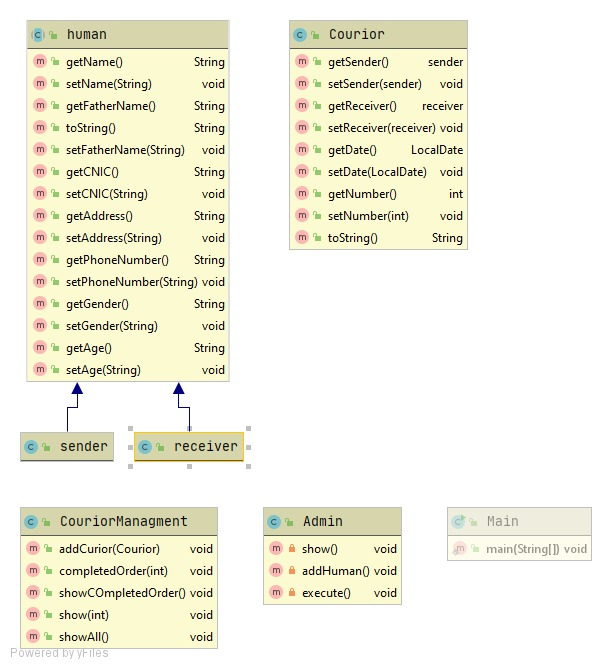 human
getName() String
setName(String) void
getFatherName() String
toString() String
setFatherName(String) void
getCNIC() String
setCNIC(String) void
getAddress() String
setAddress(String) void
getPhoneNumber() String
setPhoneNumber(String) void
getGender() String
setGender(String) void
getAge() String
setAge(String) void
Courior
getSender() sender
setSender(sender) void
getReceiver() receiver
setReceiver(receiver) void
getDate() LocalDate
setDate(LocalDate) void
getNumber() int
setNumber(int) void
toString() String
sender
receiver
CouriorManagment
addCurior(Courior) void
completedOrder(int) void
showCOmpletedOrder() void
show(int) void
showAll() void
Admin
show() void
addHuman() void
execute() void
Main
main(String[]) void
Powered by yFiles